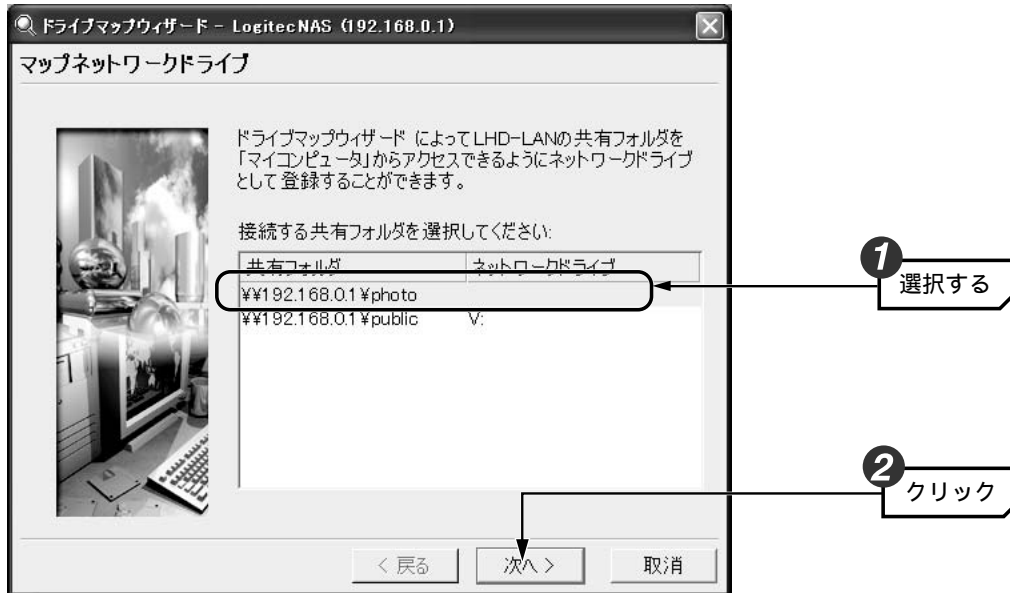 ドライブマップウィザード - LogitecNAS (192.168.0.1)
マップネットワークドライブ
ドライブマップウィザード によってLHD-LANの共有フォルダを
「マイコンピュータ」からアクセスできるようにネットワークドライブ
として登録することができます。
接続する共有フォルダを選択してください:
共有フォルダ ネットワークドライブ
¥¥192.168.0.1¥photo
¥¥192.168.0.1¥public V:
1 選択する
2 クリック
< 戻る 次へ > 取消